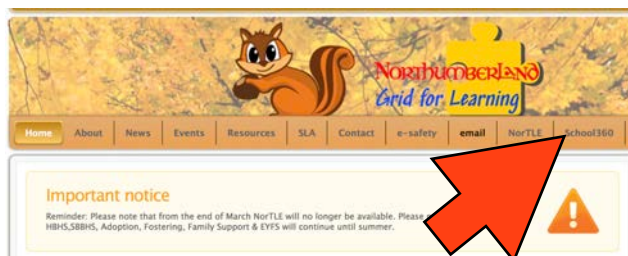 Northumberland
Grid for Learning
Home About News Events Resources SLA Contact e-safety email NorTLE School360
Important notice
Reminder: Please note that from the end of March NorTLE will no longer be available. Please
HBHS,SBBHS, Adoption, Fostering, Family Support & EYFS will continue until summer.